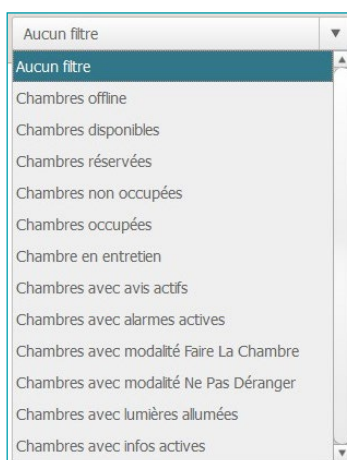 Aucun filtre
Aucun filtre
Chambres offline
Chambres disponibles
Chambres réservées
Chambres non occupées
Chambres occupées
Chambre en entretien
Chambres avec avis actifs
Chambres avec alarmes actives
Chambres avec modalité Faire La Chambre
Chambres avec modalité Ne Pas Déranger
Chambres avec lumières allumées
Chambres avec infos actives